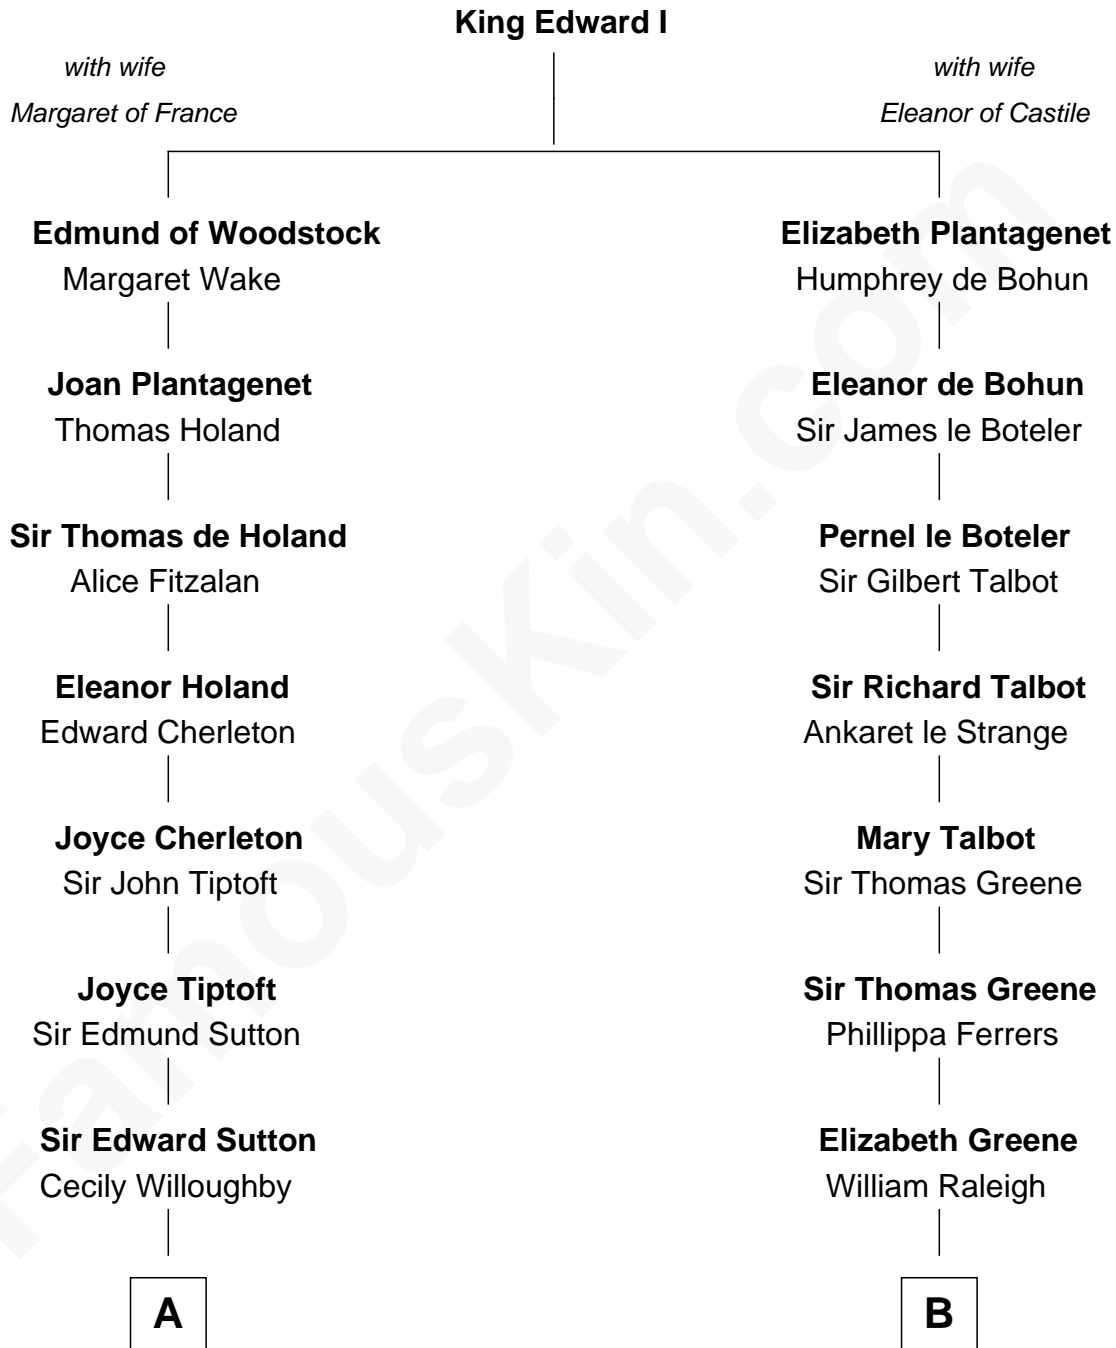 King Edward I
with wife
Margaret of France
with wife
Eleanor of Castile
Edmund of Woodstock
Margaret Wake
Elizabeth Plantagenet
Humphrey de Bohun
Joan Plantagenet
Thomas Holand
Eleanor de Bohun
Sir James le Boteler
Sir Thomas de Holand
Alice Fitzalan
Pernel le Boteler
Sir Gilbert Talbot
Eleanor Holand
Edward Cherleton
Sir Richard Talbot
Ankaret le Strange
Joyce Cherleton
Sir John Tiptoft
Mary Talbot
Sir Thomas Greene
Joyce Tiptoft
Sir Edmund Sutton
Sir Thomas Greene
Phillippa Ferrers
Sir Edward Sutton
Cecily Willoughby
Elizabeth Greene
William Raleigh
A
B
FamousKin.com